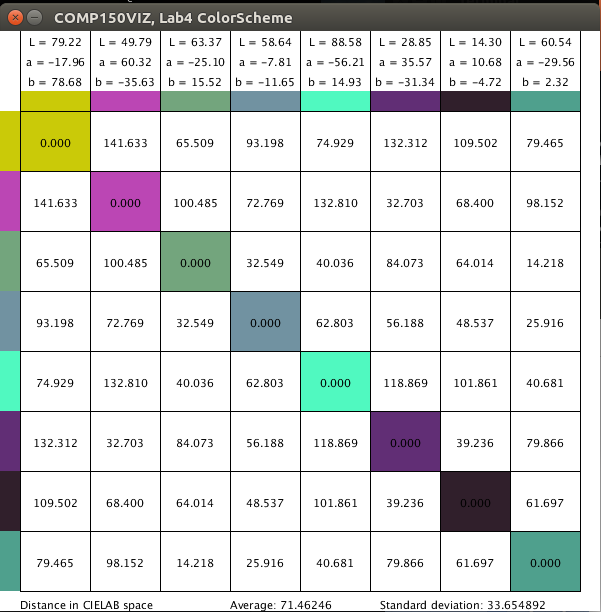 COMP150VIZ, Lab4 ColorScheme
L = 79.22 L = 49.79 L = 63.37 L = 58.64 L = 88.58 L = 28.85 L = 14.30 L = 60.54
a = -17.96 a = 60.32 a = -25.10 a = -7.81 a = -56.21 a = 35.57 a = 10.68 a = -29.56
b = 78.68 b = -35.63 b = 15.52 b = -11.65 b = 14.93 b = -31.34 b = -4.72 b = 2.32
0.000 141.633 65.509 93.198 74.929 132.312 109.502 79.465
141.633 0.000 100.485 72.769 132.810 32.703 68.400 98.152
65.509 100.485 0.000 32.549 40.036 84.073 64.014 14.218
93.198 72.769 32.549 0.000 62.803 56.188 48.537 25.916
74.929 132.810 40.036 62.803 0.000 118.869 101.861 40.681
132.312 32.703 84.073 56.188 118.869 0.000 39.236 79.866
109.502 68.400 64.014 48.537 101.861 39.236 0.000 61.697
79.465 98.152 14.218 25.916 40.681 79.866 61.697 0.000
Distance in CIELAB space Average: 71.46246 Standard deviation: 33.654892